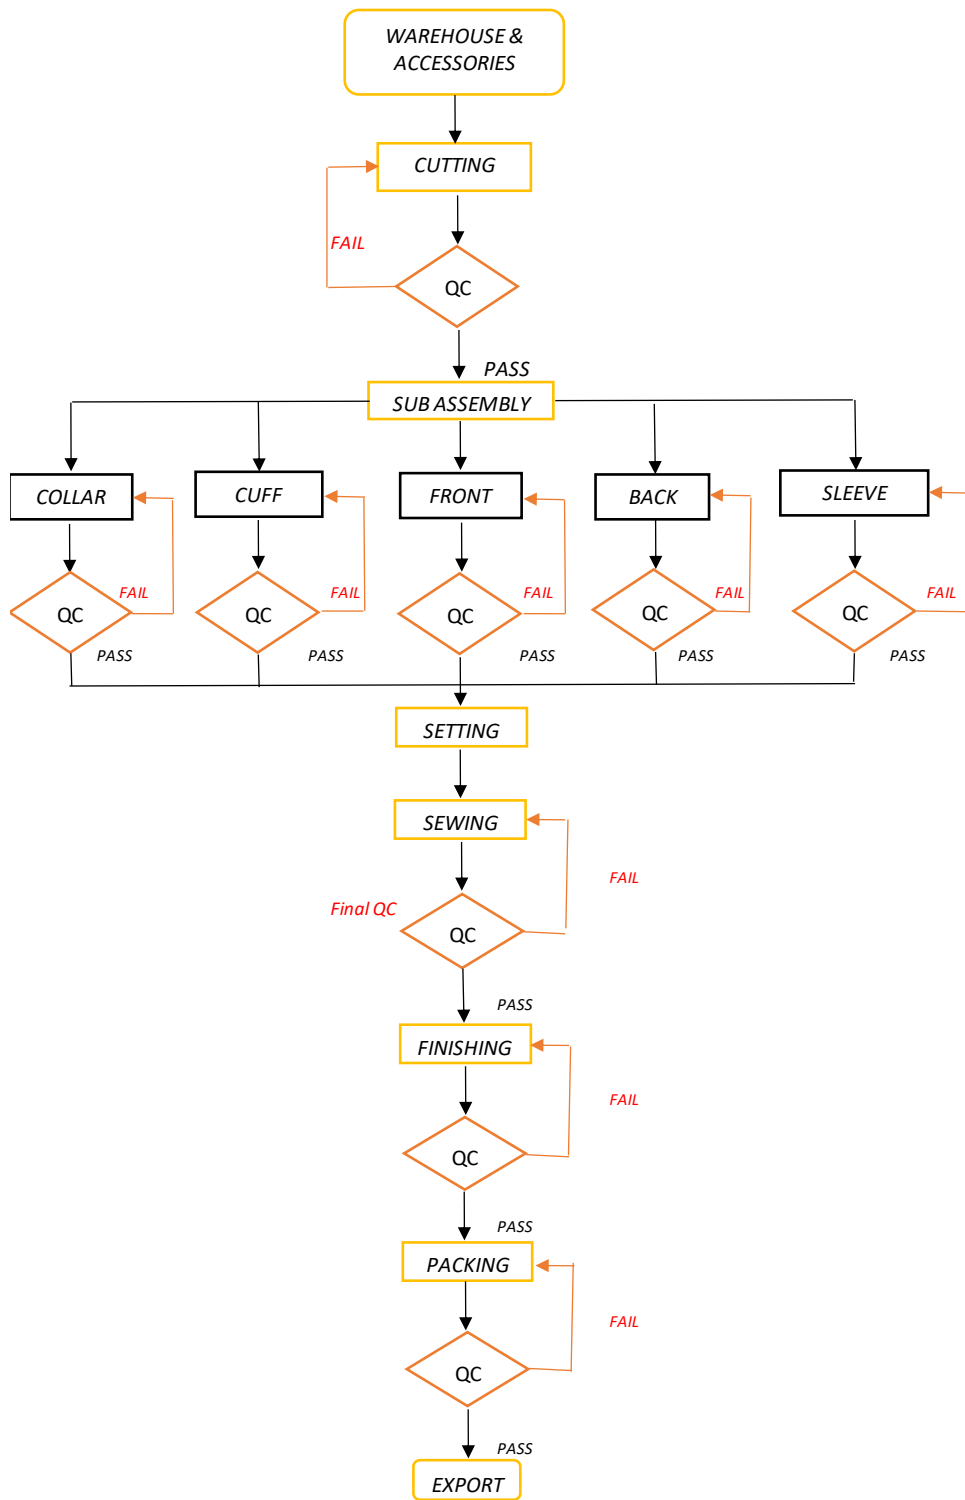 WAREHOUSE &
ACCESSORIES
CUTTING
FAIL
QC
PASS
SUB ASSEMBLY
COLLAR
CUFF
FRONT
BACK
SLEEVE
FAIL
FAIL
FAIL
FAIL
FAIL
QC
QC
QC
QC
QC
PASS
PASS
PASS
PASS
PASS
SETTING
SEWING
FAIL
Final QC
QC
PASS
FINISHING
FAIL
QC
PASS
PACKING
FAIL
QC
PASS
EXPORT